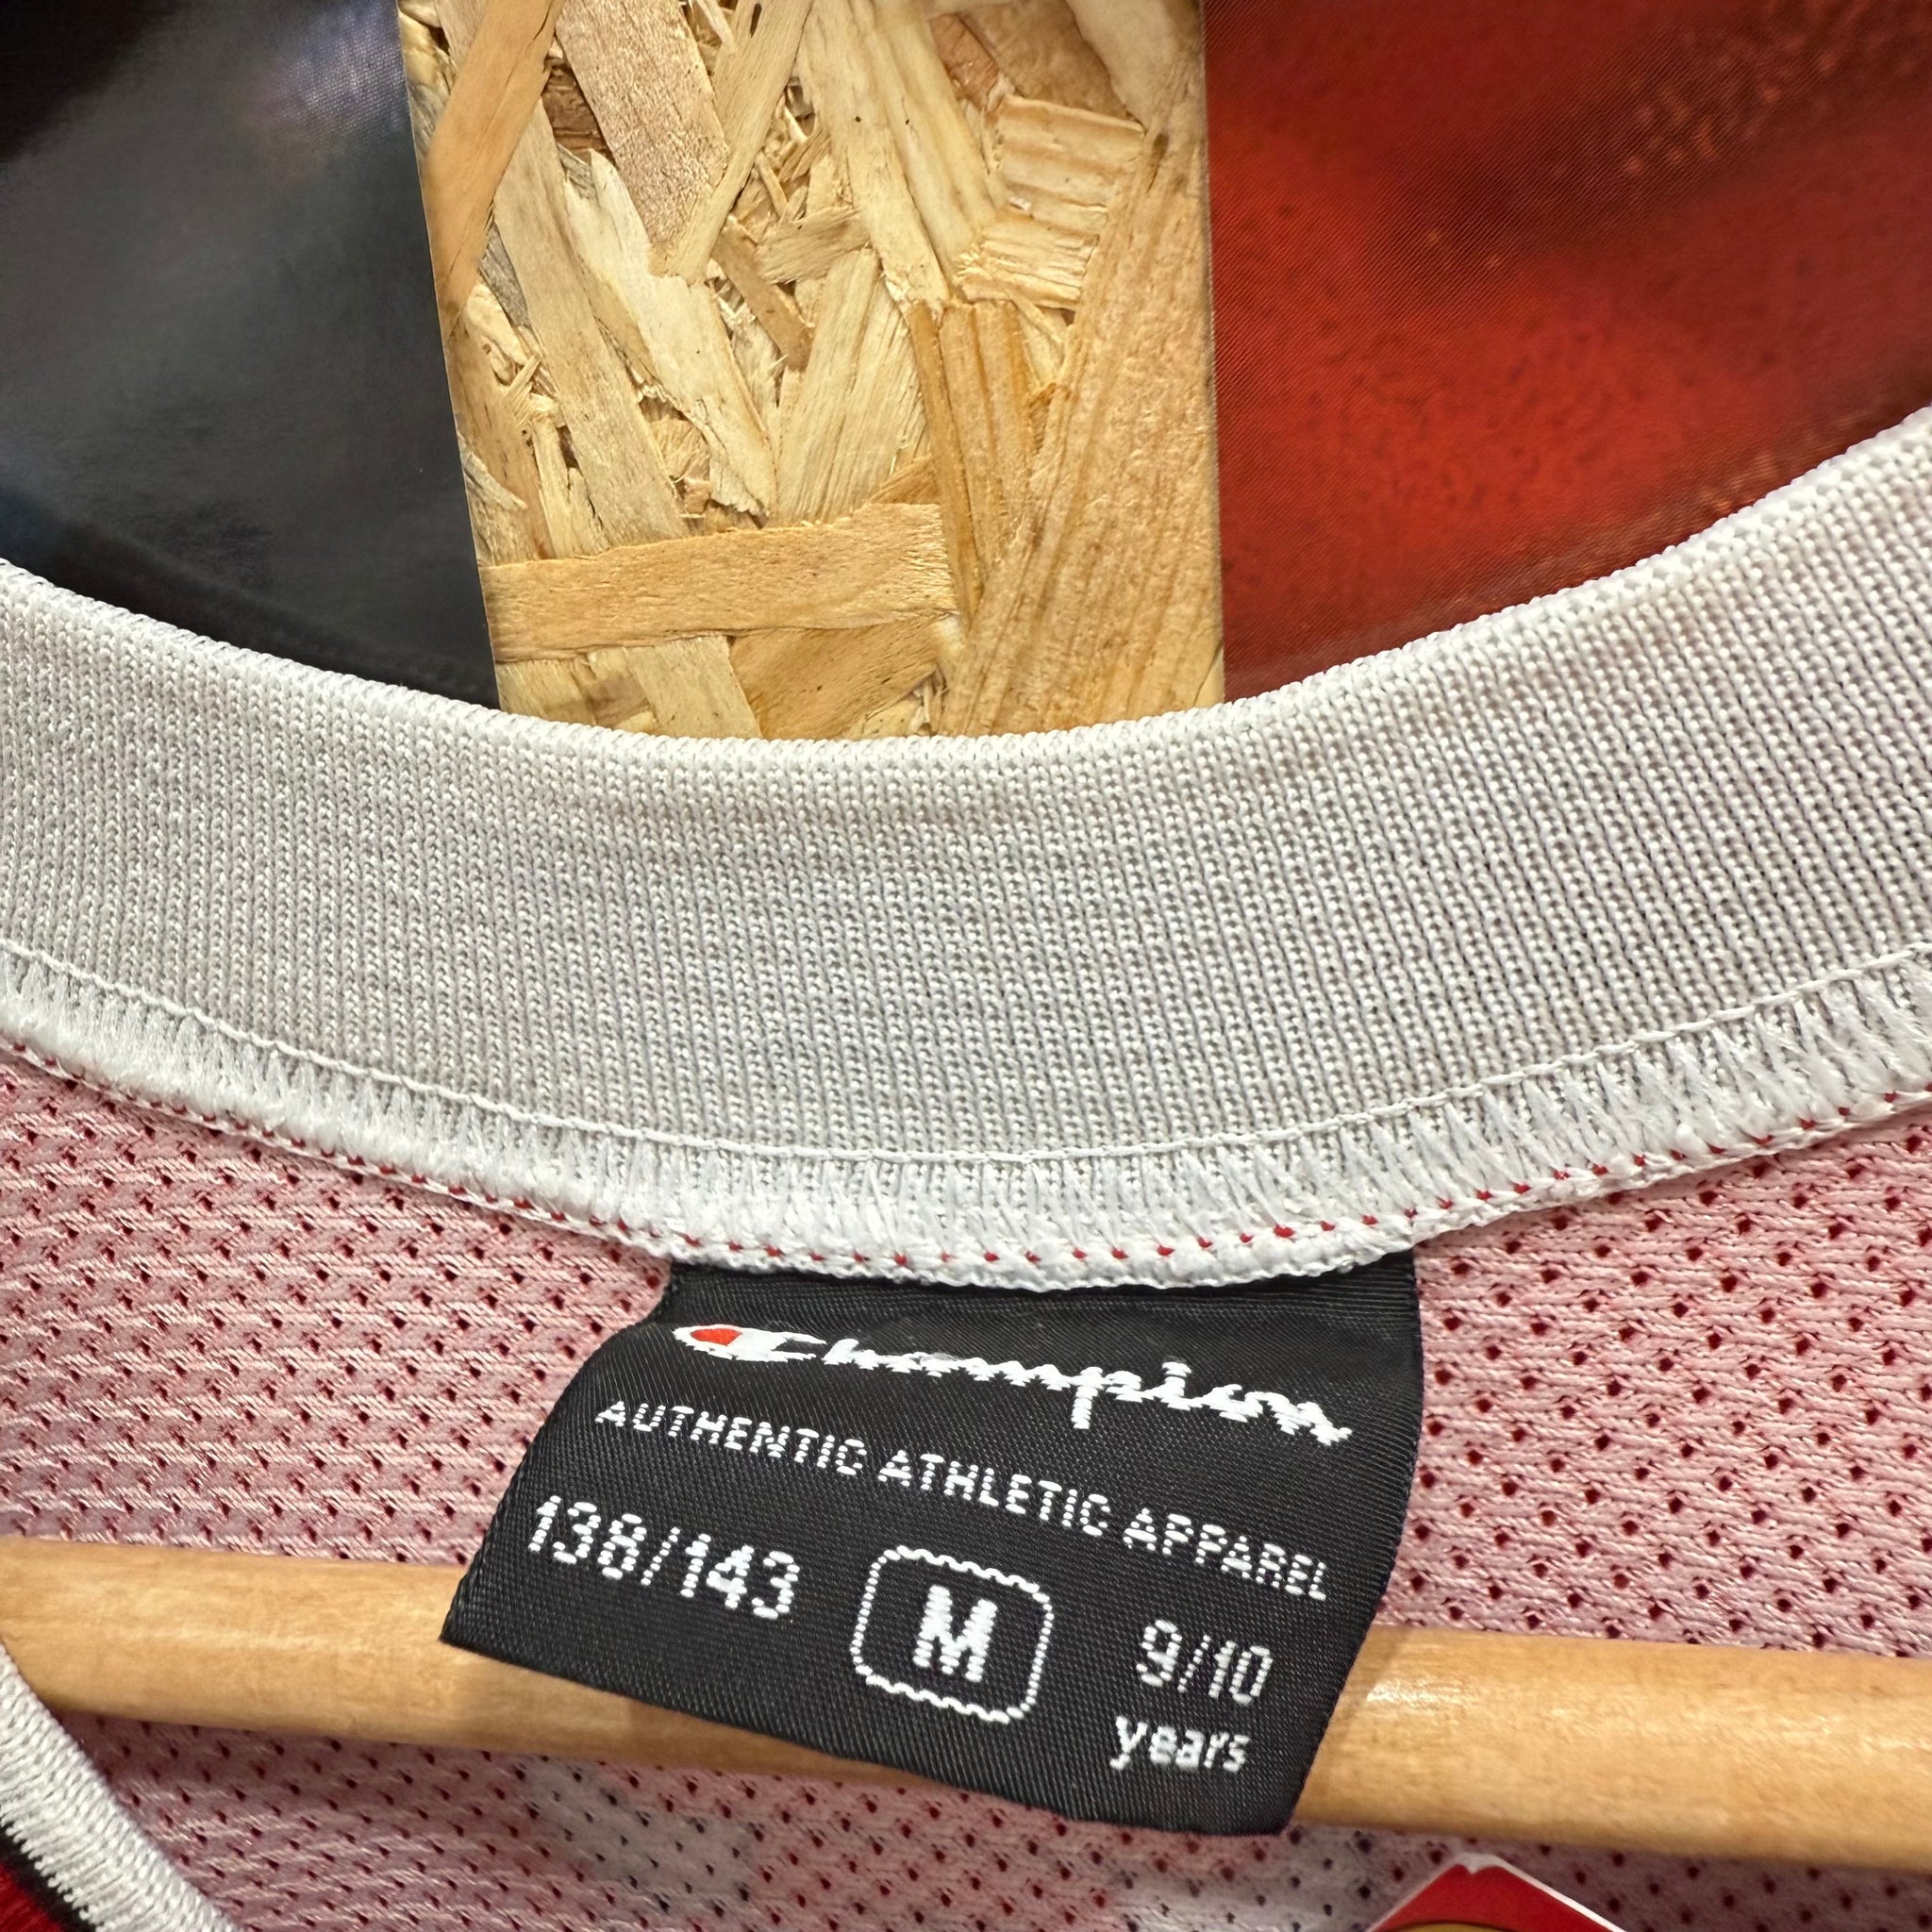 Champion
AUTHENTIC ATHLETIC APPAREL
138/143 M 9/10
years